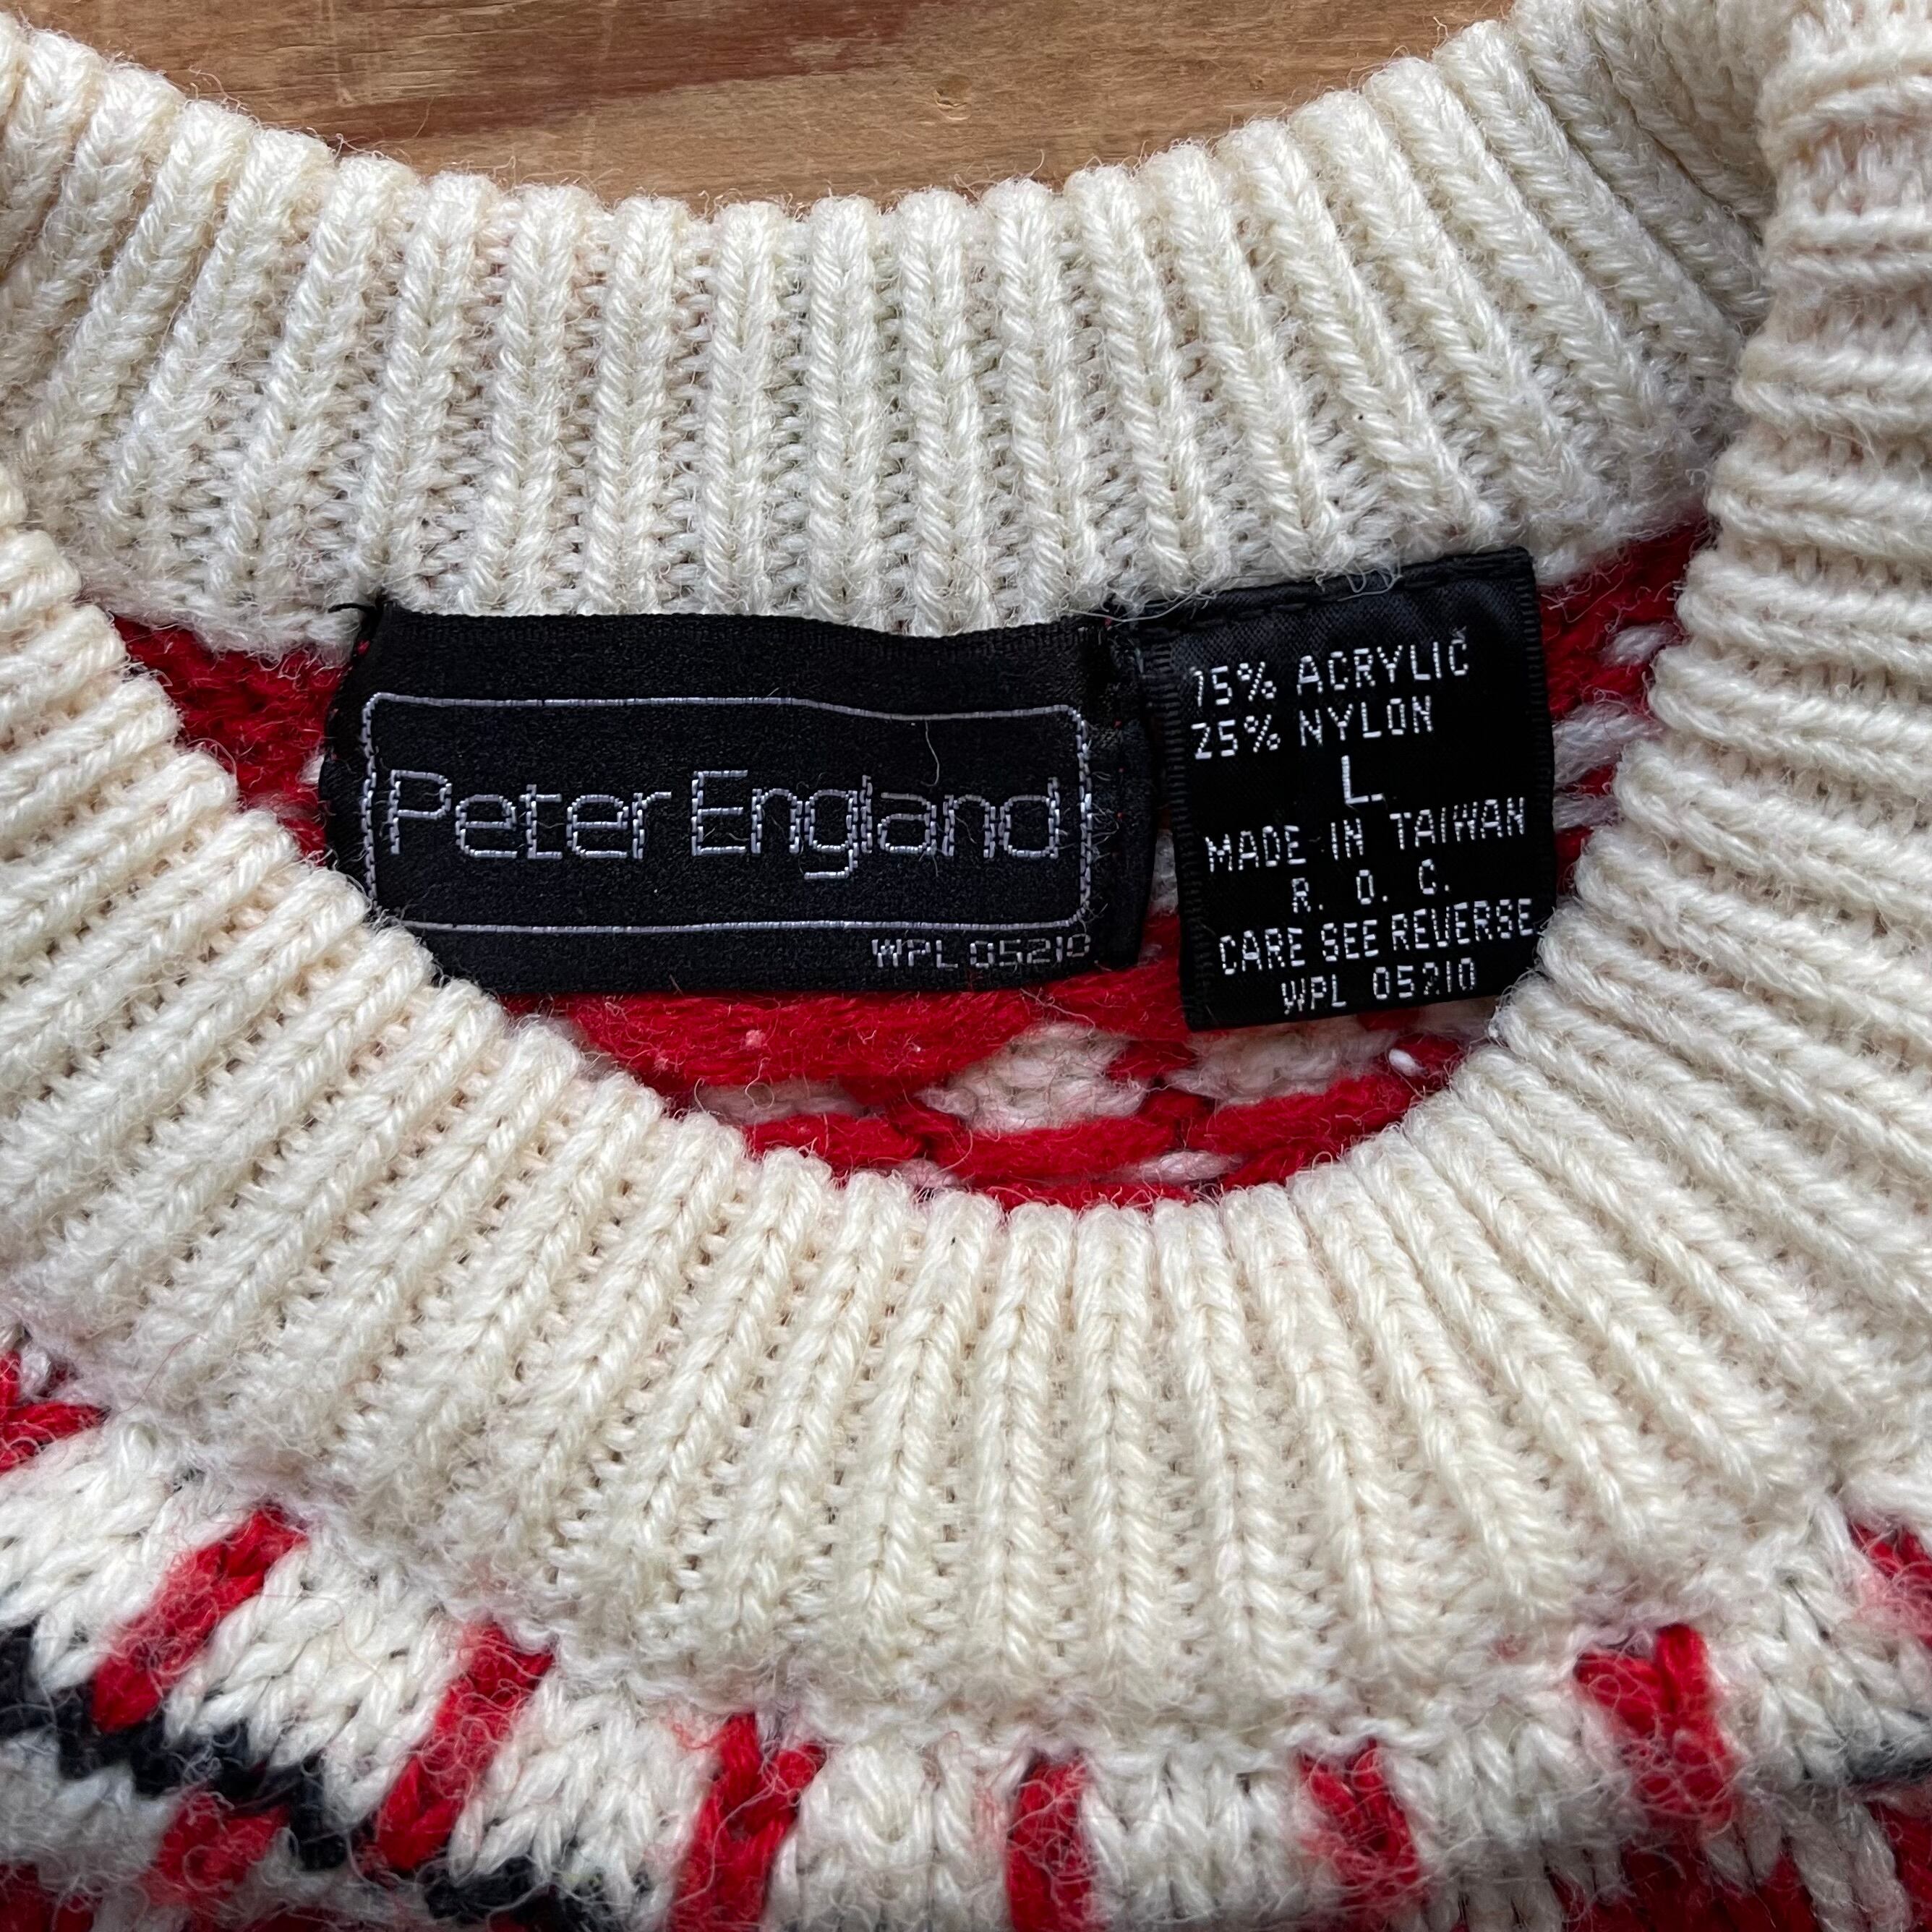 Peter England
WPL 05210
75% ACRYLIC
25% NYLON
L.
MADE IN TAIWAN
R. O. C.
CARE SEE REVERSE
WPL 05210